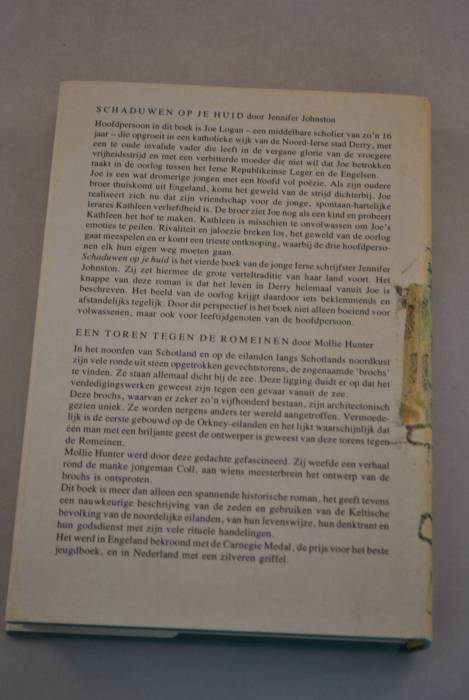 SCHADUWEN OP JE HUID door Jennifer Johnston
Hoofdpersoon in dit boek is Joe Logan – een middelbare scholier van zo'n 16
jaar – die opgroeit in een katholieke wijk van de Noord-Ierse stad Derry, met
een te oude invalide vader die leeft in de vergane glorie van de vroegere
vrijheidsstrijd en met een verbitterde moeder die niet wil dat Joe betrokken
raakt in de oorlog tussen het Ierse Republikeinse Leger en de Engelsen.
Joe is een wat dromerige jongen met een hoofd vol poëzie. Als zijn oudere
broer thuiskomt uit Engeland, komt het geweld van de strijd dichterbij. Joe
realiseert zich nu dat zijn vriendschap voor de jonge, spontaan-hartelijke
lerares Kathleen verliefdheid is. De broer ziet Joe nog als kind en probeert
Kathleen het hof te maken. Kathleen is misschien te onvolwassen om Joe's
emoties te peilen. Rivaliteit en jaloezie breken los, het geweld van de oorlog
gaat meespelen en er komt een trieste ontknoping, waarbij de drie hoofdperso-
nen elk hun eigen weg moeten gaan.
Schaduwen op je huid is het vierde boek van de jonge Ierse schrijfster Jennifer
Johnston. Zij zet hiermee de grote verteltraditie van haar land voort. Het
knappe van deze roman is dat het leven in Derry helemaal vanuit Joe is
beschreven. Het beeld van de oorlog krijgt daardoor iets beklemmends en
afstandelijks tegelijk. Door dit perspectief is het boek niet alleen boeiend voor
volwassenen, maar ook voor leeftijdgenoten van de hoofdpersoon.
EEN TOREN TEGEN DE ROMEINEN door Mollie Hunter
In het noorden van Schotland en op de eilanden langs Schotlands noordkust
zijn vele ronde uit steen opgetrokken gevechtstorens, de zogenaamde 'brochs'
te vinden. Ze staan allemaal dicht bij de zee. Deze ligging duidt er op dat het
verdedigingswerken geweest zijn tegen een gevaar vanuit de zee.
Deze brochs, waarvan er zeker zo'n vijfhonderd bestaan, zijn architectonisch
gezien uniek. Ze worden nergens anders ter wereld aangetroffen. Vermoede-
lijk is de eerste gebouwd op de Orkney-eilanden en het lijkt waarschijnlijk dat
één man met een briljante geest de ontwerper is geweest van deze torens tegen
de Romeinen.
Mollie Hunter werd door deze gedachte gefascineerd. Zij weefde een verhaal
rond de manke jongeman Coll, aan wiens meesterbrein het ontwerp van de
brochs is ontsproten.
Dit boek is meer dan alleen een spannende historische roman, het geeft tevens
een nauwkeurige beschrijving van de zeden en gebruiken van de Keltische
bevolking van de noordelijke eilanden, van hun levenswijze, hun denktrant en
hun godsdienst met zijn vele rituele handelingen.
Het werd in Engeland bekroond met de Carnegie Medal, de prijs voor het beste
jeugdboek, en in Nederland met een zilveren griffel.